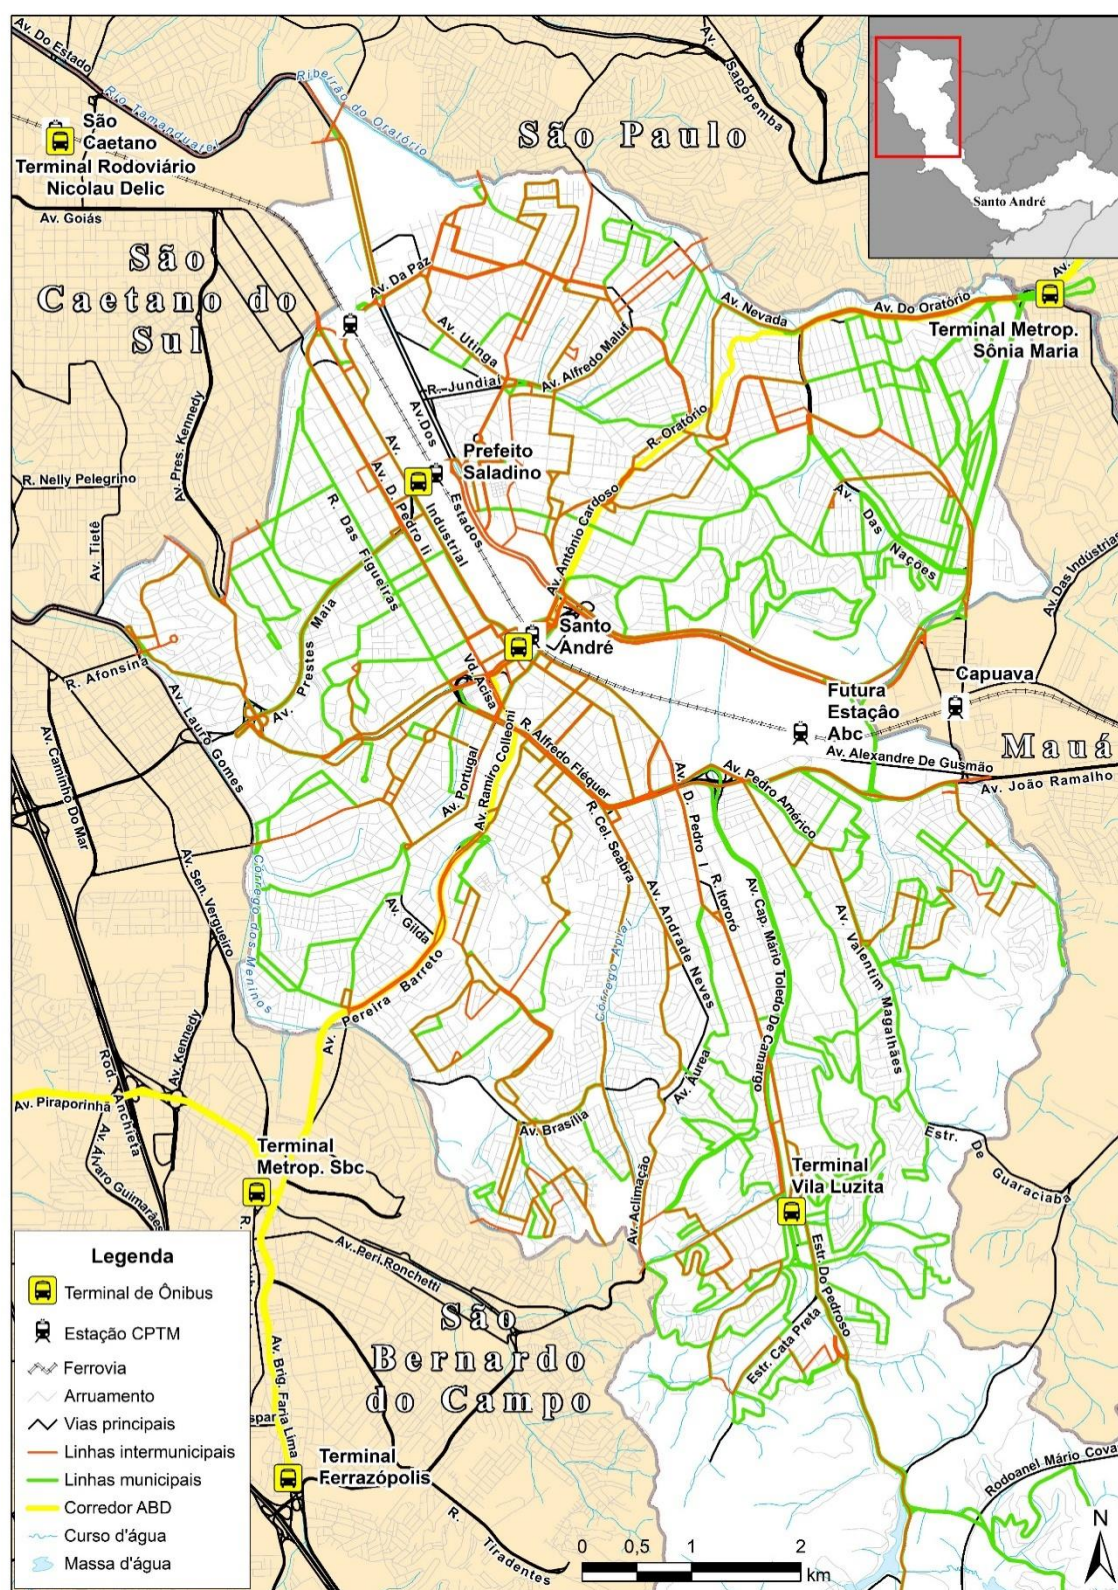 Av. Do Estado
Rio Tamanduateí
Ribeirão do Oratório
Av. Sapopemba
São
Caetano
Terminal Rodoviário
Nicolau Delic
São Paulo
Santo André
Av. Goiás
São
Caetano do
Sul
Av. Da Paz
Av. Nevada
Av. Do Oratório
Av.
Terminal Metrop.
Sônia Maria
Av. Utinga
Av. Alfredo Maluf
R. Jundiaí
Av. Pres. Kennedy
R. Nelly Pelegrino
Av. Tietê
Av. Dos
Estados
Prefeito
Saladino
R. Oratório
Av.
Industrial
Av. D. Pedro Ii
R. Das Figueiras
Av. Antônio Cardoso
Av. Das Nações
Av. Das Indústrias
Av. Prestes Maia
Santo
André
R. Afonsina
Av. Lauro Gomes
Vd. Acisa
Capuava
Futura
Estação
Abc
Mauá
Av. Alexandre De Gusmão
Av. João Ramalho
Av. Caminho Do Mar
Av. Portugal
Av. Ramiro Colleoni
R. Alfredo Fléquer
Av. Pedro Américo
R. Cel. Seabra
Av. D. Pedro I
R. Itororó
Av. Sen. Vergueiro
Córrego dos Meninos
Av. Gilda
Av. Pereira Barreto
Córrego Apiaí
Av. Andrade Neves
Av. Cap. Mário Toledo De Camargo
Av. Valentim Magalhães
Av. Kennedy
Rod. Anchieta
Av. Piraporinha
Av. Álvaro Guimarães
Av. Áurea
Av. Brasília
Estr. De Guaraciaba
Terminal
Metrop. Sbc
Av. Aclimação
Terminal
Vila Luzita
Av. Peri Ronchetti
Estr. Do Pedroso
Estr. Cata Preta
São
Bernardo
do Campo
R.
Av. Brig. Faria Lima
Terminal
Ferrazópolis
R. Tiradentes
Rodoanel Mário Cova
Legenda
Terminal de Ônibus
Estação CPTM
Ferrovia
Arruamento
Vias principais
Linhas intermunicipais
Linhas municipais
Corredor ABD
Curso d'água
Massa d'água
N
0 0,5 1 2
km